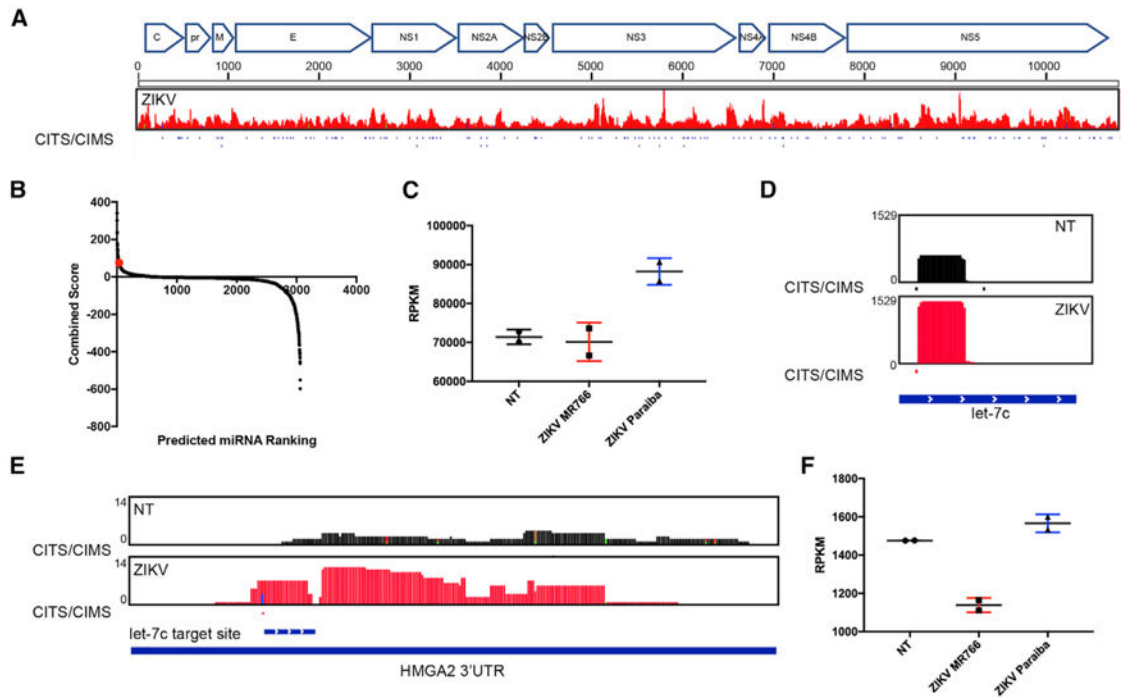 A
C pr M E NS1 NS2A NS2B NS3 NS4A NS4B NS5
0 1000 2000 3000 4000 5000 6000 7000 8000 9000 10000
ZIKV
CITS/CIMS
B
400
200
0
-200
-400
-600
-800
1000 2000 3000 4000
Combined Score
Predicted miRNA Ranking
C
100000
90000
80000
70000
60000
RPKM
NT
ZIKV MR766
ZIKV Paraiba
D
1529
NT
0
CITS/CIMS
1529
ZIKV
0
CITS/CIMS
let-7c
E
14
NT
0
CITS/CIMS
14
ZIKV
0
CITS/CIMS
let-7c target site
HMGA2 3'UTR
F
1800
1600
1400
1200
1000
RPKM
NT
ZIKV MR766
ZIKV Paraiba